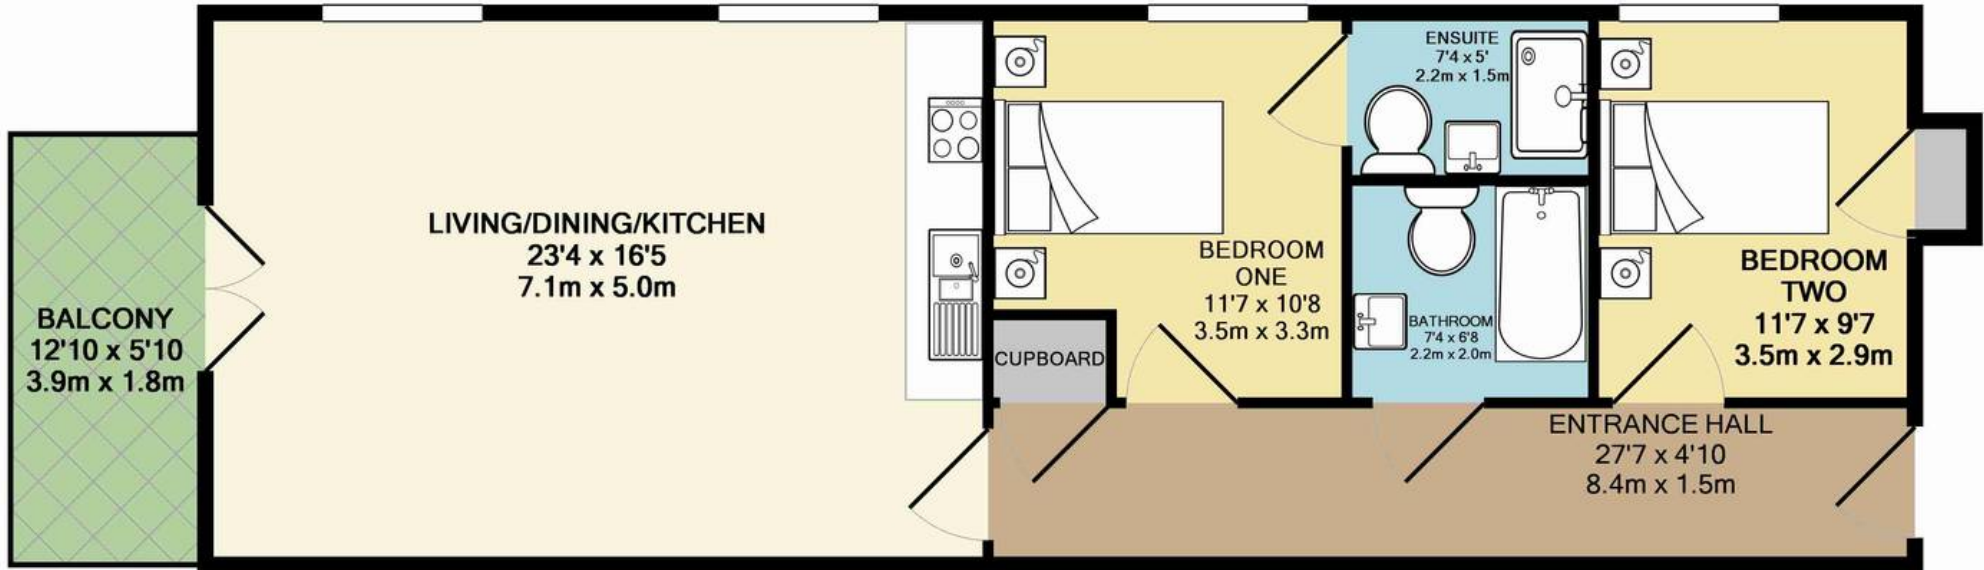 BALCONY
12'10 x 5'10
3.9m x 1.8m
LIVING/DINING/KITCHEN
23'4 x 16'5
7.1m x 5.0m
CUPBOARD
BEDROOM
ONE
11'7 x 10'8
3.5m x 3.3m
ENSUITE
7'4 x 5'
2.2m x 1.5m
BATHROOM
7'4 x 6'8
2.2m x 2.0m
BEDROOM
TWO
11'7 x 9'7
3.5m x 2.9m
ENTRANCE HALL
27'7 x 4'10
8.4m x 1.5m